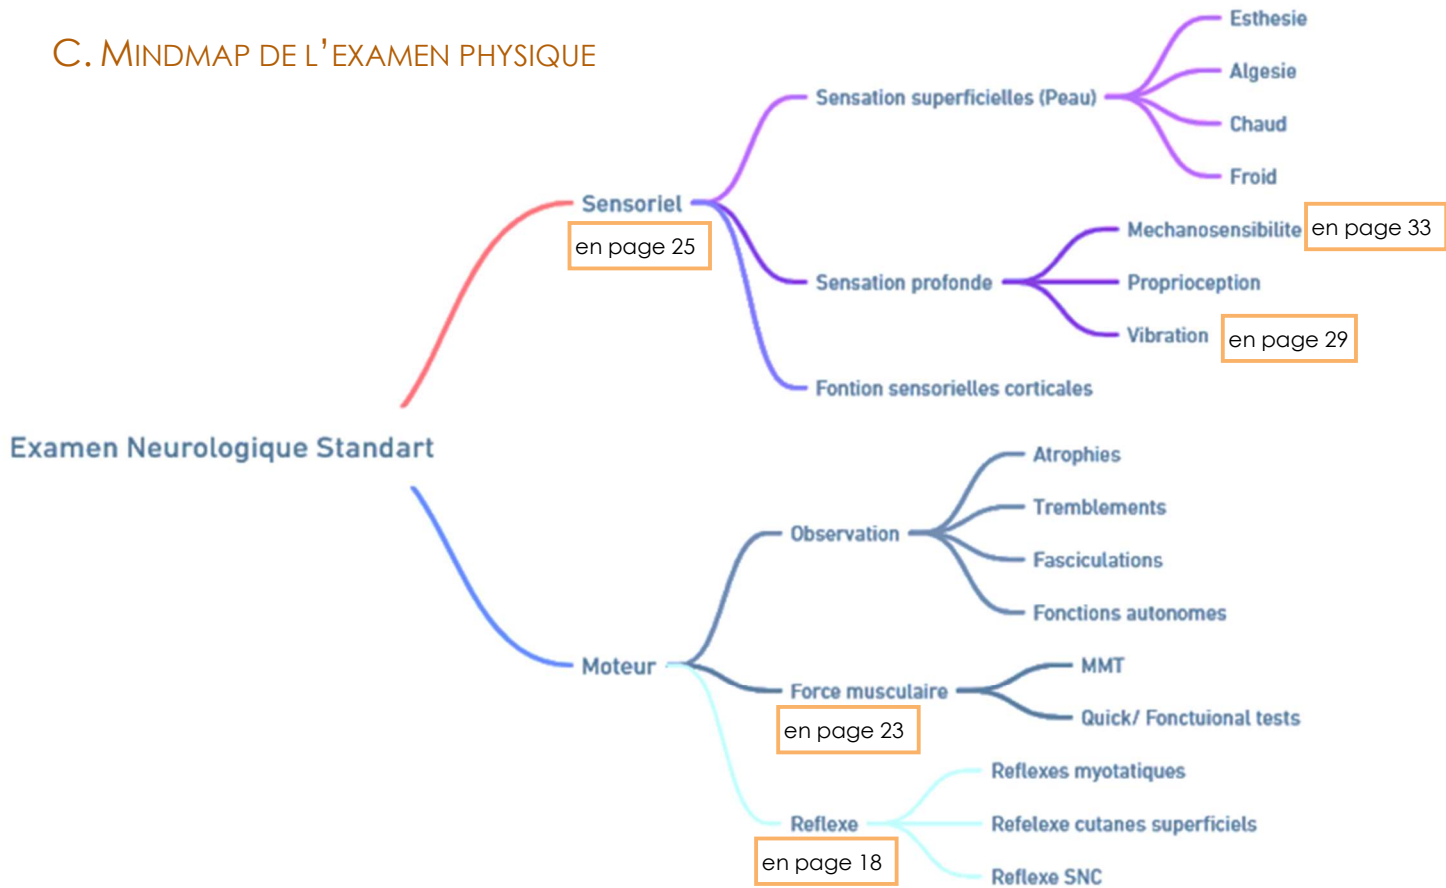 C. MINDMAP DE L'EXAMEN PHYSIQUE
Esthesie
Algesie
Sensation superficielles (Peau)
Chaud
Froid
Sensoriel
en page 25
Mechanosensibilite
en page 33
Sensation profonde
Proprioception
Vibration
en page 29
Fontion sensorielles corticales
Examen Neurologique Standart
Atrophies
Tremblements
Observation
Fasciculations
Fonctions autonomes
Moteur
MMT
Force musculaire
en page 23
Quick/ Fonctuional tests
Reflexes myotatiques
Reflexe
en page 18
Refelexe cutanes superficiels
Reflexe SNC